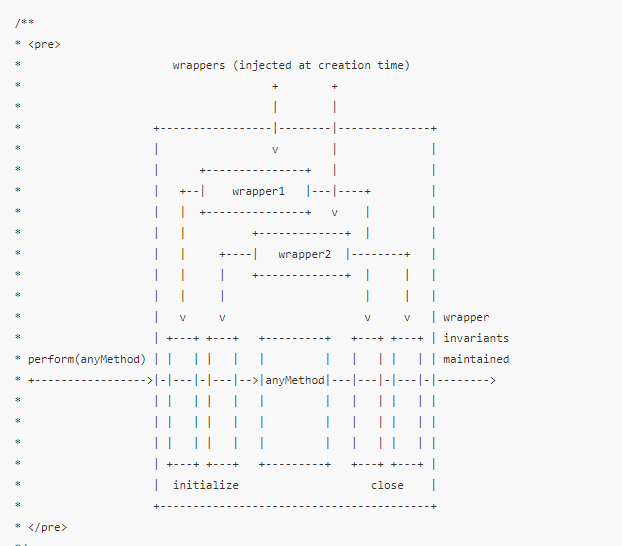 /**
* <pre>
*                       wrappers (injected at creation time)
*                                      +        +
*                                      |        |
*                    +-----------------|--------|--------------+
*                    |                 v        |              |
*                    |      +---------------+   |              |
*                    |   +--|    wrapper1   |---|----+         |
*                    |   |  +---------------+   v    |         |
*                    |   |          +-------------+  |         |
*                    |   |     +----|   wrapper2  |--------+   |
*                    |   |     |    +-------------+  |     |   |
*                    |   |     |                     |     |   |
*                    |   v     v                     v     v   | wrapper
*                    | +---+ +---+   +---------+   +---+ +---+ | invariants
* perform(anyMethod) | |   | |   |   |         |   |   | |   | | maintained
* +----------------->|-|---|-|---|-->|anyMethod|---|---|-|---|-|-------->
*                    | |   | |   |   |         |   |   | |   | |
*                    | |   | |   |   |         |   |   | |   | |
*                    | |   | |   |   |         |   |   | |   | |
*                    | +---+ +---+   +---------+   +---+ +---+ |
*                    |  initialize                    close    |
*                    +-----------------------------------------+
* </pre>